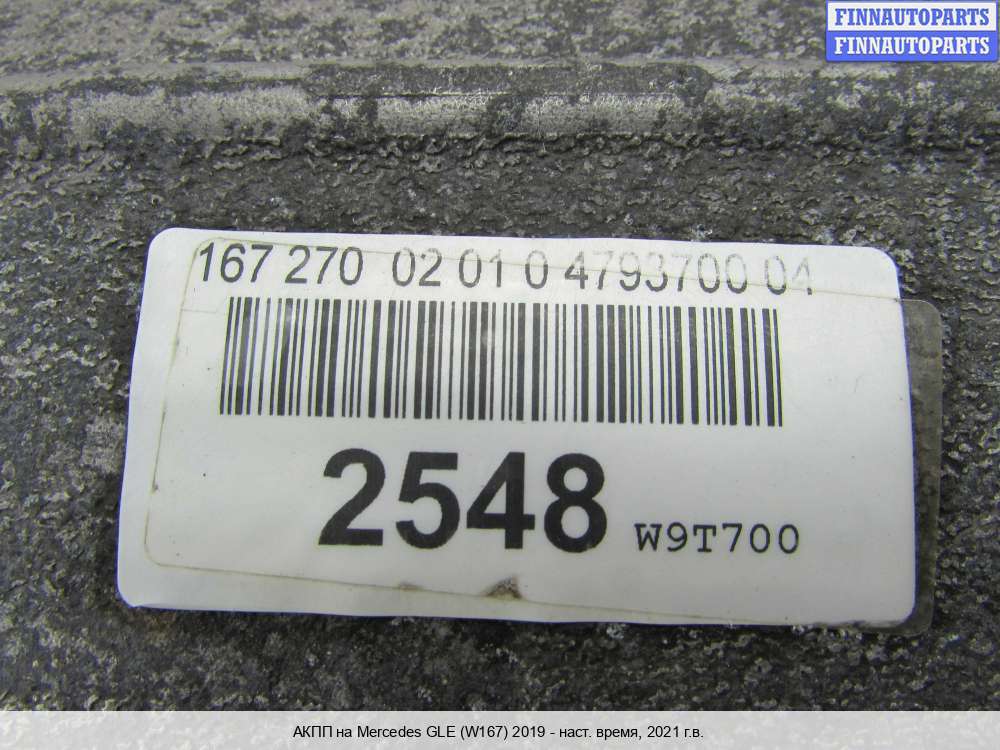 FINNAUTOPARTS
FINNAUTOPARTS
167 270 02 01 0 4793700 04
2548 W9T700
АКПП на Mercedes GLE (W167) 2019 - наст. время, 2021 г.в.